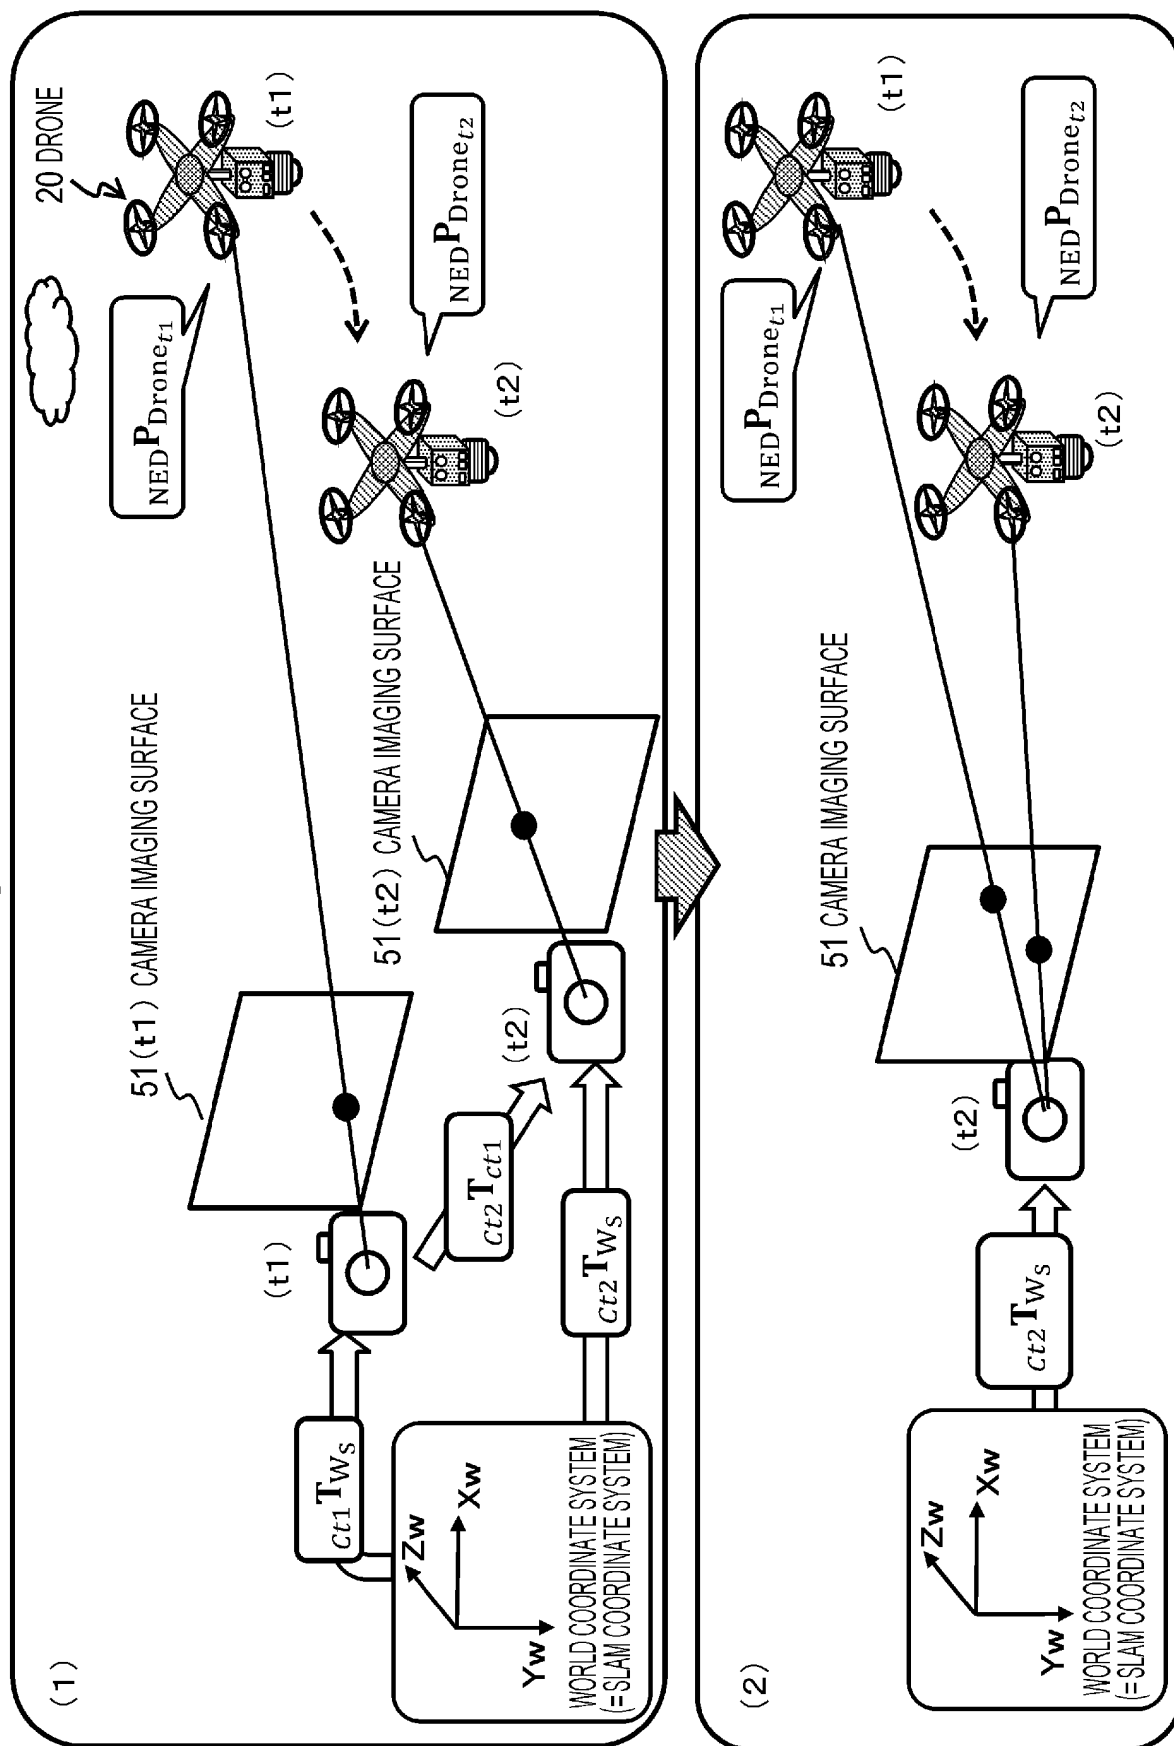 (1)
20 DRONE
(t1)
NEDPDronet1
NEDPDronet2
(t2)
51(t1) CAMERA IMAGING SURFACE
51(t2) CAMERA IMAGING SURFACE
(t1)
(t2)
Ct1TWS
Ct2Tct1
Ct2TWS
Zw
Xw
Yw
WORLD COORDINATE SYSTEM
(=SLAM COORDINATE SYSTEM)
(2)
(t1)
NEDPDronet1
NEDPDronet2
(t2)
51 CAMERA IMAGING SURFACE
(t2)
Ct2TWS
Zw
Xw
Yw
WORLD COORDINATE SYSTEM
(=SLAM COORDINATE SYSTEM)